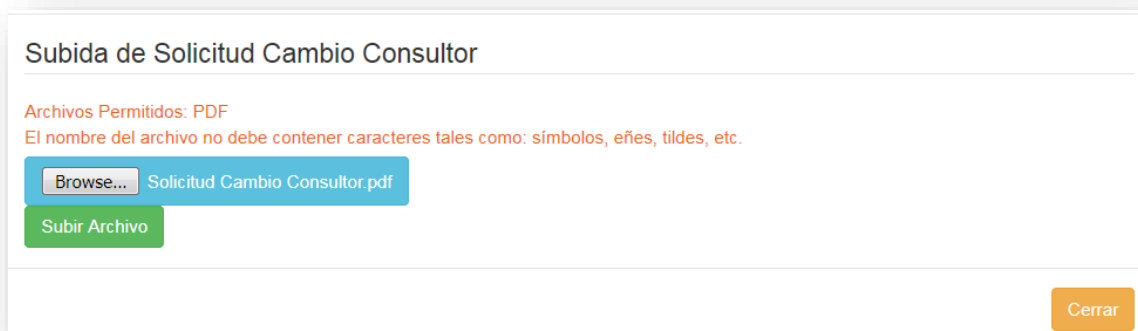 Subida de Solicitud Cambio Consultor
Archivos Permitidos: PDF
El nombre del archivo no debe contener caracteres tales como: símbolos, eñes, tildes, etc.
Browse... Solicitud Cambio Consultor.pdf
Subir Archivo
Cerrar